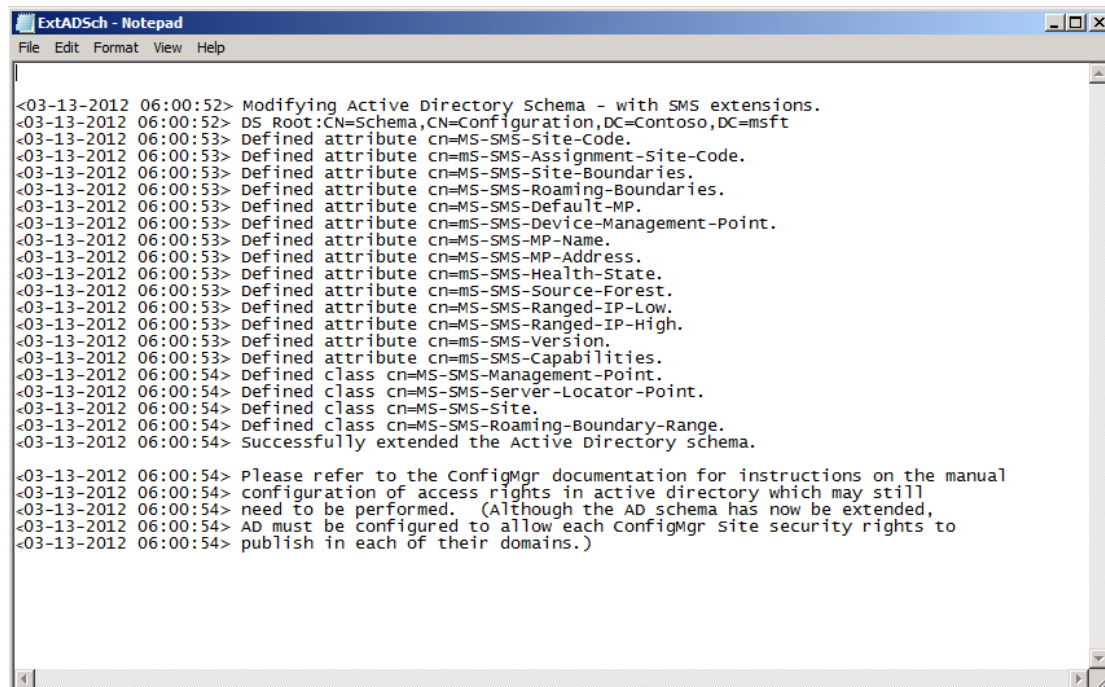 ExtADSch - Notepad
File Edit Format View Help
<03-13-2012 06:00:52> Modifying Active Directory Schema - with SMS extensions.
<03-13-2012 06:00:52> DS Root:CN=Schema,CN=Configuration,DC=Contoso,DC=msft
<03-13-2012 06:00:53> Defined attribute cn=MS-SMS-Site-Code.
<03-13-2012 06:00:53> Defined attribute cn=mS-SMS-Assignment-Site-Code.
<03-13-2012 06:00:53> Defined attribute cn=MS-SMS-Site-Boundaries.
<03-13-2012 06:00:53> Defined attribute cn=MS-SMS-Roaming-Boundaries.
<03-13-2012 06:00:53> Defined attribute cn=MS-SMS-Default-MP.
<03-13-2012 06:00:53> Defined attribute cn=mS-SMS-Device-Management-Point.
<03-13-2012 06:00:53> Defined attribute cn=MS-SMS-MP-Name.
<03-13-2012 06:00:53> Defined attribute cn=MS-SMS-MP-Address.
<03-13-2012 06:00:53> Defined attribute cn=mS-SMS-Health-State.
<03-13-2012 06:00:53> Defined attribute cn=mS-SMS-Source-Forest.
<03-13-2012 06:00:53> Defined attribute cn=MS-SMS-Ranged-IP-Low.
<03-13-2012 06:00:53> Defined attribute cn=MS-SMS-Ranged-IP-High.
<03-13-2012 06:00:53> Defined attribute cn=mS-SMS-Version.
<03-13-2012 06:00:53> Defined attribute cn=mS-SMS-Capabilities.
<03-13-2012 06:00:54> Defined class cn=MS-SMS-Management-Point.
<03-13-2012 06:00:54> Defined class cn=MS-SMS-Server-Locator-Point.
<03-13-2012 06:00:54> Defined class cn=MS-SMS-Site.
<03-13-2012 06:00:54> Defined class cn=MS-SMS-Roaming-Boundary-Range.
<03-13-2012 06:00:54> Successfully extended the Active Directory schema.
<03-13-2012 06:00:54> Please refer to the ConfigMgr documentation for instructions on the manual
<03-13-2012 06:00:54> configuration of access rights in active directory which may still
<03-13-2012 06:00:54> need to be performed.  (Although the AD schema has now be extended,
<03-13-2012 06:00:54> AD must be configured to allow each ConfigMgr Site security rights to
<03-13-2012 06:00:54> publish in each of their domains.)